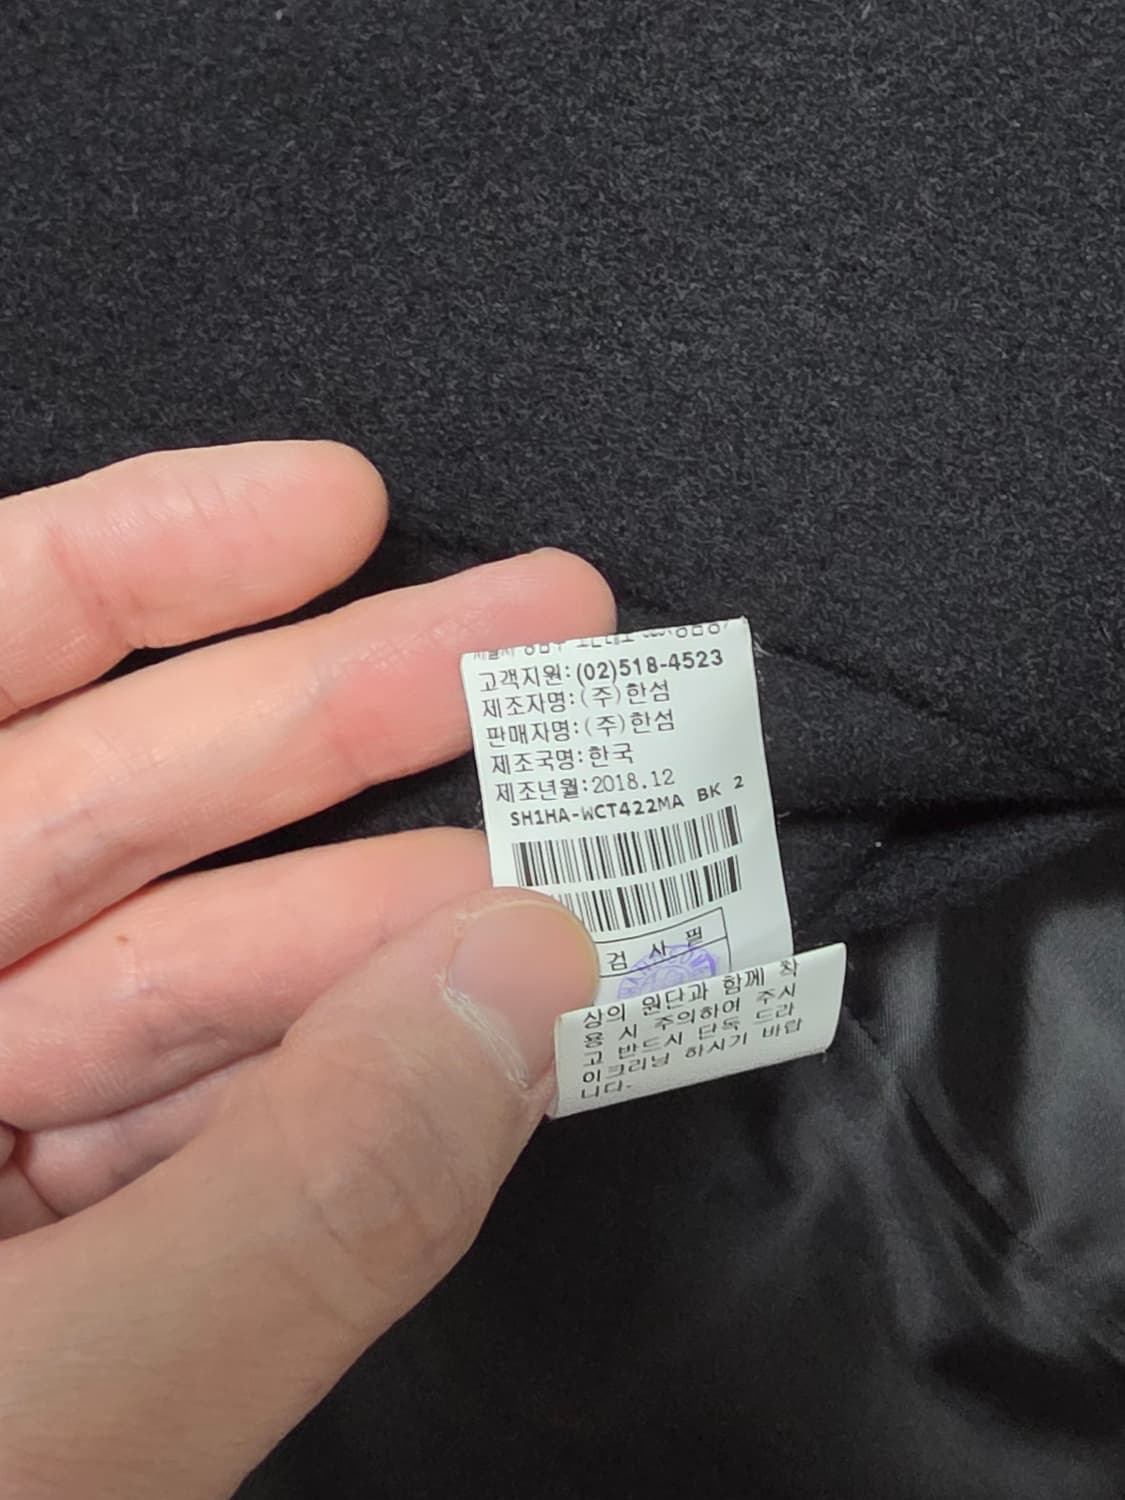 고객지원:(02)518-4523
제조자명:(주)한섬
판매자명:(주)한섬
제조국명:한국
제조년월:2018.12
SH1HA-WCT422MA BK 2
검 사 필
상의 원단과 함께 착
용 시 주의하여 주시
고 반드시 단독 드라
이크리닝 하시기 바랍
니다.